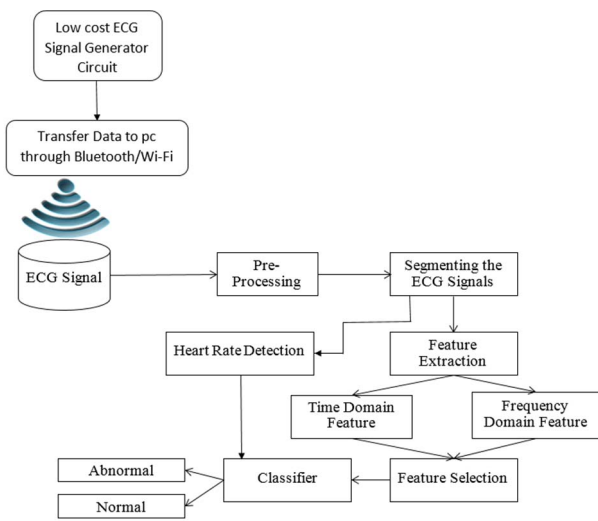 Low cost ECG
Signal Generator
Circuit
Transfer Data to pc
through Bluetooth/Wi-Fi
ECG Signal
Pre-
Processing
Segmenting the
ECG Signals
Heart Rate Detection
Feature
Extraction
Time Domain
Feature
Frequency
Domain Feature
Abnormal
Normal
Classifier
Feature Selection